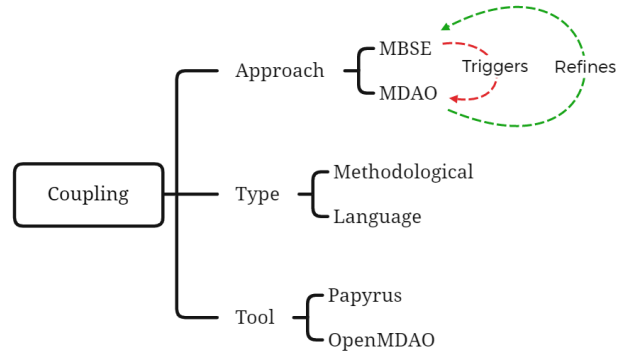 Coupling
Approach
MBSE
MDAO
Triggers
Refines
Type
Methodological
Language
Tool
Papyrus
OpenMDAO